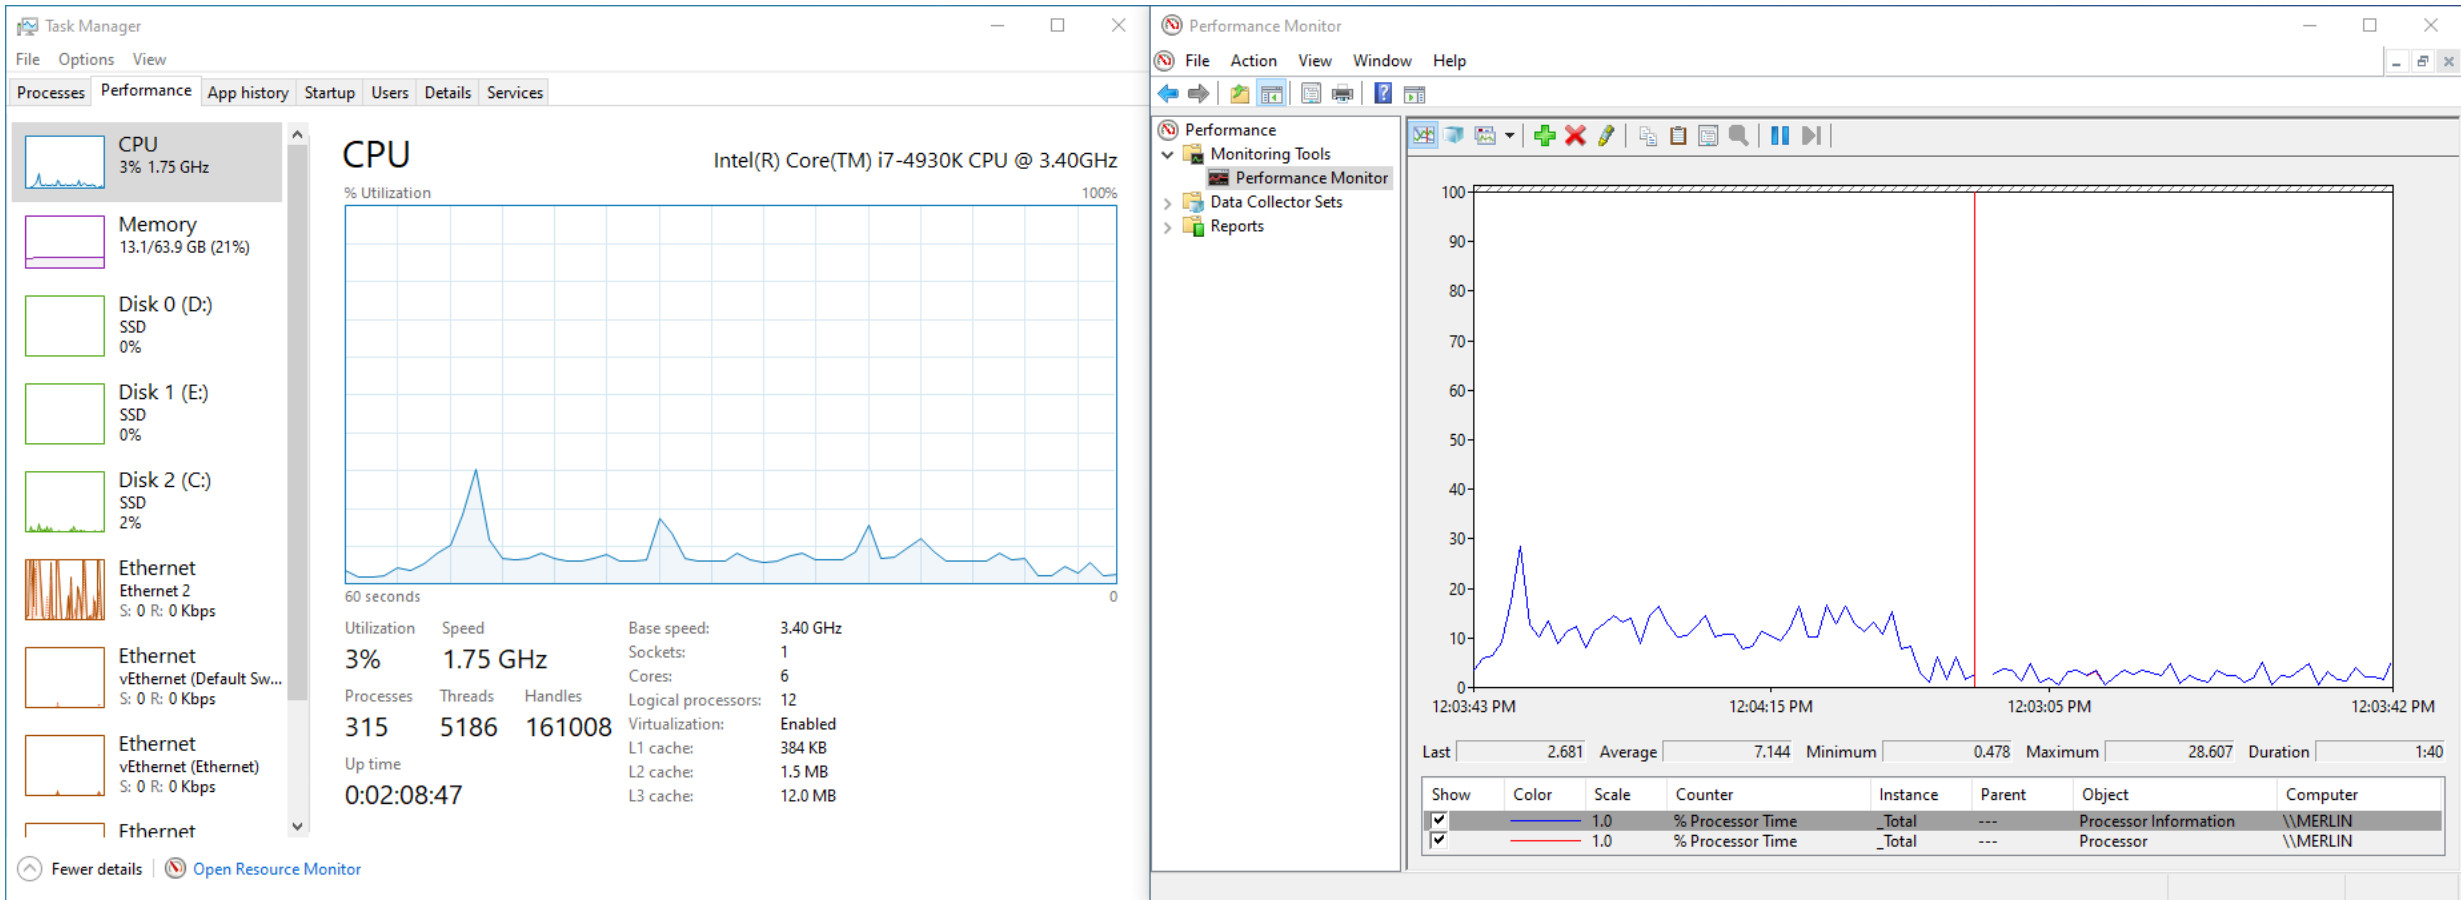 Task Manager
File Options View
Processes Performance App history Startup Users Details Services
CPU
3% 1.75 GHz
Memory
13.1/63.9 GB (21%)
Disk 0 (D:)
SSD
0%
Disk 1 (E:)
SSD
0%
Disk 2 (C:)
SSD
2%
Ethernet
Ethernet 2
S: 0 R: 0 Kbps
Ethernet
vEthernet (Default Sw...
S: 0 R: 0 Kbps
Ethernet
vEthernet (Ethernet)
S: 0 R: 0 Kbps
Ethernet
CPU Intel(R) Core(TM) i7-4930K CPU @ 3.40GHz
% Utilization 100%
60 seconds 0
Utilization Speed
3% 1.75 GHz
Processes Threads Handles
315 5186 161008
Up time
0:02:08:47
Base speed: 3.40 GHz
Sockets: 1
Cores: 6
Logical processors: 12
Virtualization: Enabled
L1 cache: 384 KB
L2 cache: 1.5 MB
L3 cache: 12.0 MB
Fewer details Open Resource Monitor
Performance Monitor
File Action View Window Help
Performance
Monitoring Tools
Performance Monitor
Data Collector Sets
Reports
100
90
80
70
60
50
40
30
20
10
0
12:03:43 PM 12:04:15 PM 12:03:05 PM 12:03:42 PM
Last 2.681 Average 7.144 Minimum 0.478 Maximum 28.607 Duration 1:40
Show Color Scale Counter Instance Parent Object Computer
1.0 % Processor Time _Total --- Processor Information \\MERLIN
1.0 % Processor Time _Total --- Processor \\MERLIN